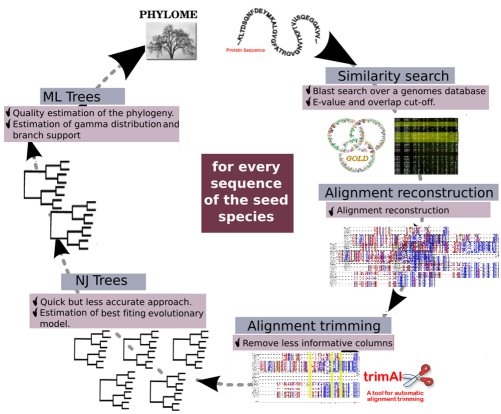 PHYLOME
KLTDSQNFDEYMKALGVGFATRQVGNVTKPTVIISQEGGKVV
Protein Sequence
Similarity search
Blast search over a genomes database
E-value and overlap cut-off.
GOLD
ML Trees
Quality estimation of the phylogeny.
Estimation of gamma distribution and
branch support
for every
sequence
of the seed
species
Alignment reconstruction
Alignment reconstruction
NJ Trees
Quick but less accurate approach.
Estimation of best fiting evolutionary
model.
Alignment trimming
Remove less informative columns
trimAl
A tool for automatic
alignment trimming